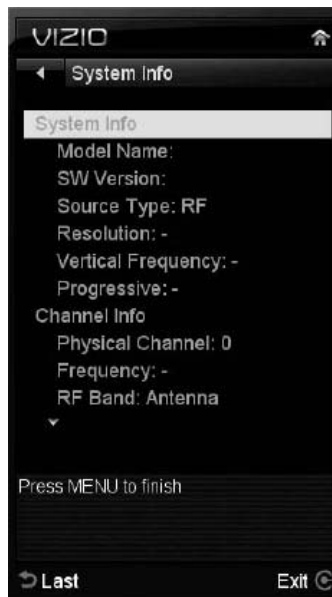 VIZIO
System Info
System Info
Model Name:
SW Version:
Source Type: RF
Resolution: -
Vertical Frequency: -
Progressive: -
Channel Info
Physical Channel: 0
Frequency: -
RF Band: Antenna
Press MENU to finish
Last Exit